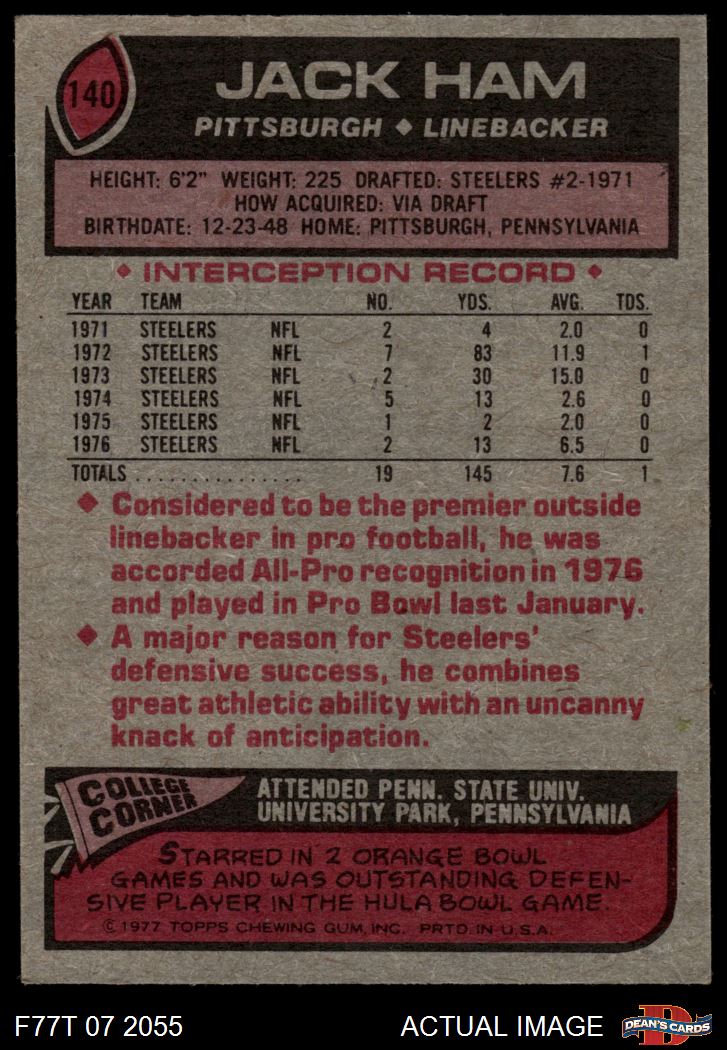 140
JACK HAM
PITTSBURGH ◆ LINEBACKER
HEIGHT: 6'2" WEIGHT: 225 DRAFTED: STEELERS #2-1971
HOW ACQUIRED: VIA DRAFT
BIRTHDATE: 12-23-48 HOME: PITTSBURGH, PENNSYLVANIA
◆ INTERCEPTION RECORD ◆
YEAR TEAM NO. YDS. AVG. TDS.
1971 STEELERS NFL 2 4 2.0 0
1972 STEELERS NFL 7 83 11.9 1
1973 STEELERS NFL 2 30 15.0 0
1974 STEELERS NFL 5 13 2.6 0
1975 STEELERS NFL 1 2 2.0 0
1976 STEELERS NFL 2 13 6.5 0
TOTALS . . . . . . . . . . . . . . . 19 145 7.6 1
◆ Considered to be the premier outside
linebacker in pro football, he was
accorded All-Pro recognition in 1976
and played in Pro Bowl last January.
◆ A major reason for Steelers'
defensive success, he combines
great athletic ability with an uncanny
knack of anticipation.
COLLEGE
CORNER
ATTENDED PENN. STATE UNIV.
UNIVERSITY PARK, PENNSYLVANIA
STARRED IN 2 ORANGE BOWL
GAMES AND WAS OUTSTANDING DEFEN-
SIVE PLAYER IN THE HULA BOWL GAME.
© 1977 TOPPS CHEWING GUM, INC. PRTD. IN U.S.A.
F77T 07 2055 ACTUAL IMAGE
D
DEAN'S CARDS